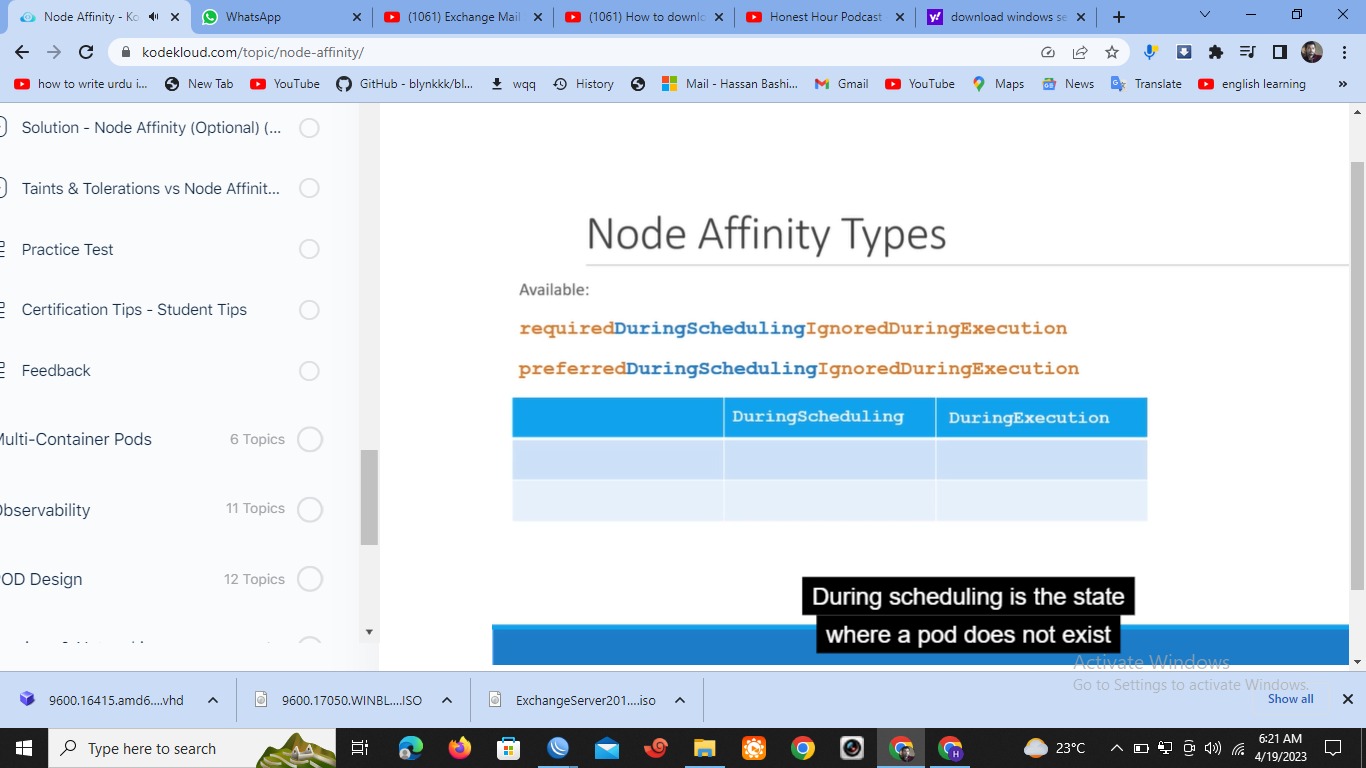 Node Affinity - Ko
WhatsApp
(1061) Exchange Mail
(1061) How to downlo
Honest Hour Podcast
download windows se
kodekloud.com/topic/node-affinity/
how to write urdu i...
New Tab
YouTube
GitHub - blynkkk/bl...
wqq
History
Mail - Hassan Bashi...
Gmail
YouTube
Maps
News
Translate
english learning
»
Solution - Node Affinity (Optional) (...
Taints & Tolerations vs Node Affinit...
Practice Test
Certification Tips - Student Tips
Feedback
Multi-Container Pods 6 Topics
Observability 11 Topics
POD Design 12 Topics
Node Affinity Types
Available:
requiredDuringSchedulingIgnoredDuringExecution
preferredDuringSchedulingIgnoredDuringExecution
DuringScheduling DuringExecution
During scheduling is the state
where a pod does not exist
Activate Windows
Go to Settings to activate Windows.
9600.16415.amd6....vhd
9600.17050.WINBL....ISO
ExchangeServer201....iso
Show all
Type here to search
23°C
6:21 AM
4/19/2023